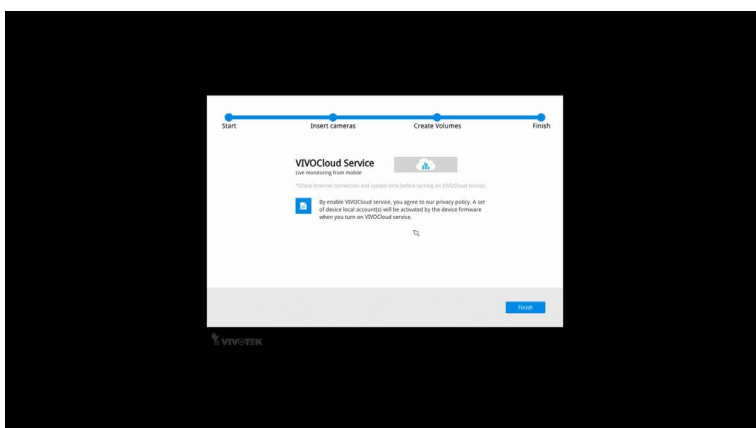 Start Insert cameras Create Volumes Finish
VIVOCloud Service
Live monitoring from mobile
*Check internet connection and system time before turning on VIVOCloud service.
By enable VIVOCloud service, you agree to our privacy policy. A set
of device local account(s) will be activated by the device firmware
when you turn on VIVOCloud service.
Finish
VIVOTEK